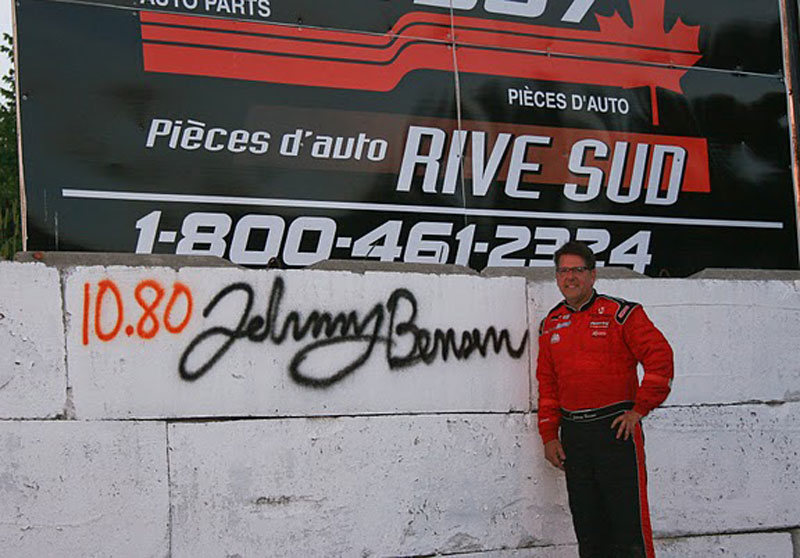 AUTO PARTS
PIÈCES D'AUTO
Pièces d'auto RIVE SUD
1-800-461-2324
10.80 Johnny Benson